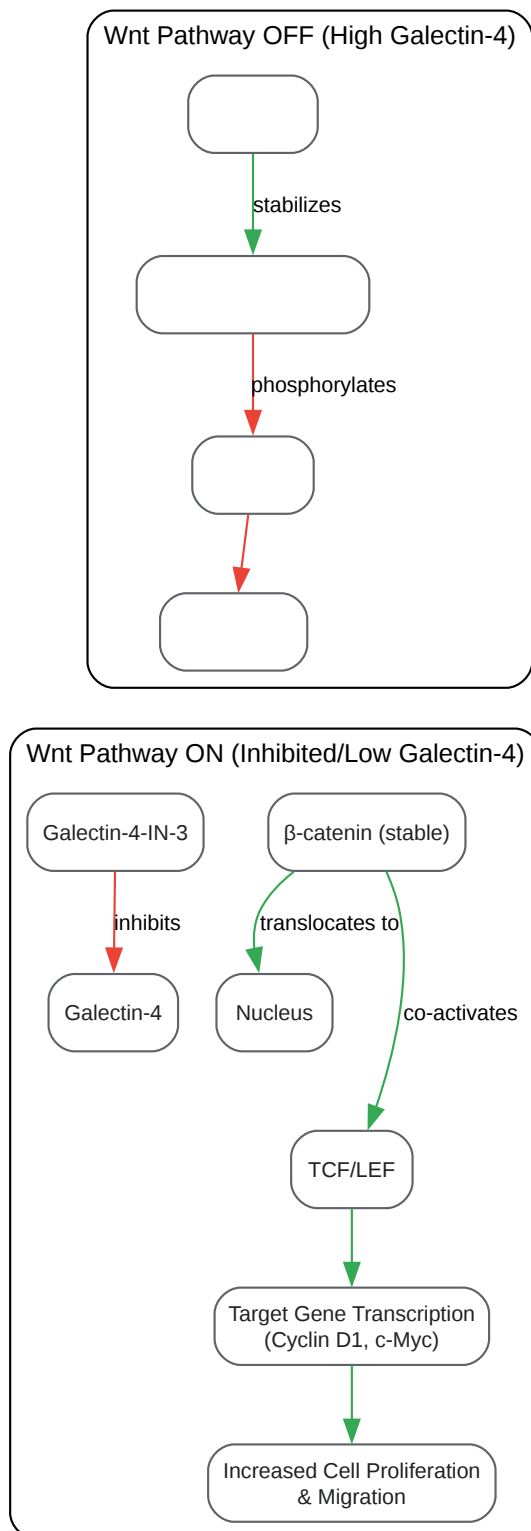 Wnt Pathway OFF (High Galectin-4)
stabilizes
phosphorylates
Wnt Pathway ON (Inhibited/Low Galectin-4)
Galectin-4-IN-3
β-catenin (stable)
inhibits
translocates to
Galectin-4
Nucleus
co-activates
TCF/LEF
Target Gene Transcription
(Cyclin D1, c-Myc)
Increased Cell Proliferation
& Migration